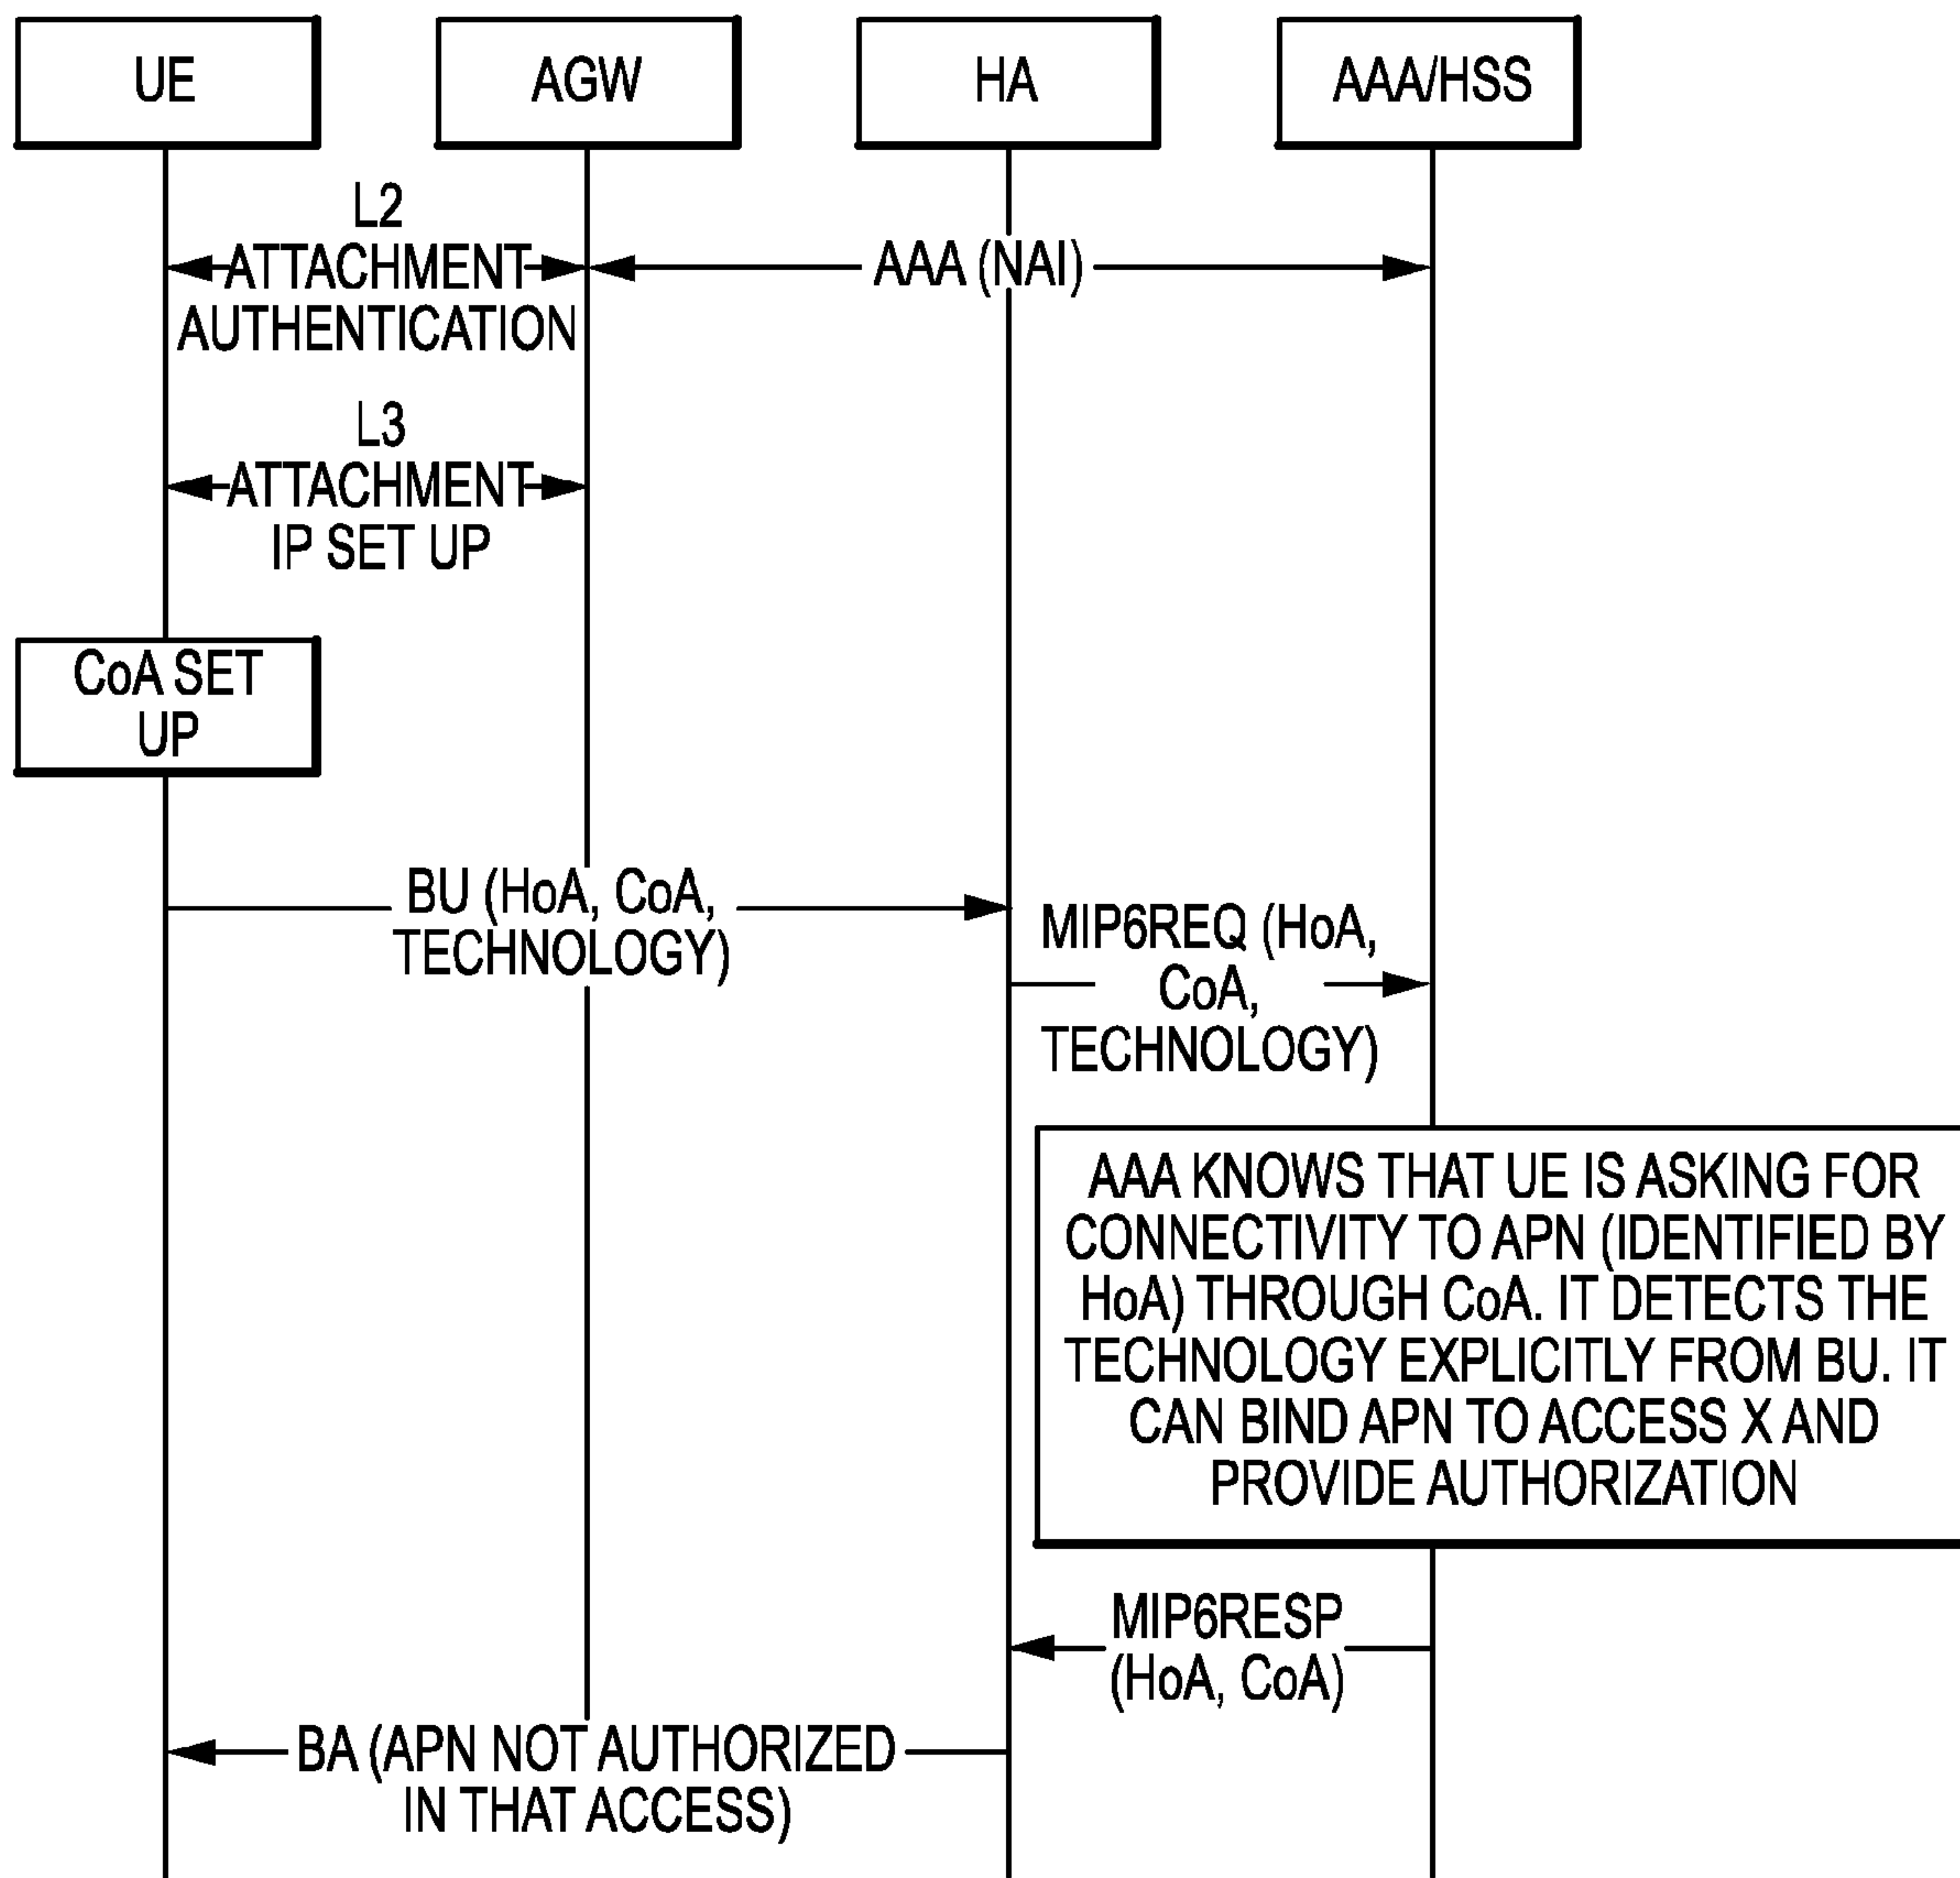 UE
AGW
HA
AAA/HSS
L2
ATTACHMENT
AUTHENTICATION
AAA (NAI)
L3
ATTACHMENT
IP SET UP
CoA SET
UP
BU (HoA, CoA,
TECHNOLOGY)
MIP6REQ (HoA,
CoA,
TECHNOLOGY)
AAA KNOWS THAT UE IS ASKING FOR
CONNECTIVITY TO APN (IDENTIFIED BY
HoA) THROUGH CoA. IT DETECTS THE
TECHNOLOGY EXPLICITLY FROM BU. IT
CAN BIND APN TO ACCESS X AND
PROVIDE AUTHORIZATION
MIP6RESP
(HoA, CoA)
BA (APN NOT AUTHORIZED
IN THAT ACCESS)